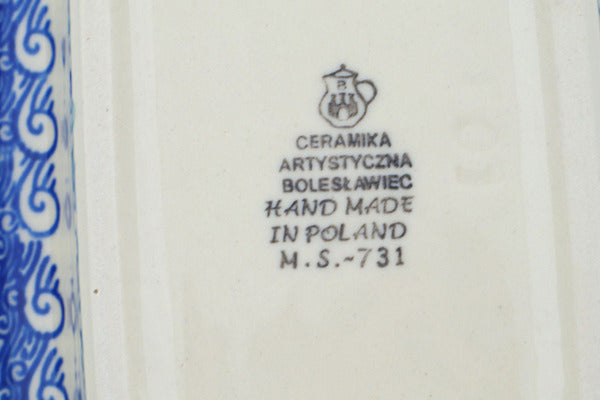 CERAMIKA
ARTYSTYCZNA
BOLESŁAWIEC
HAND MADE
IN POLAND
M.S.-731